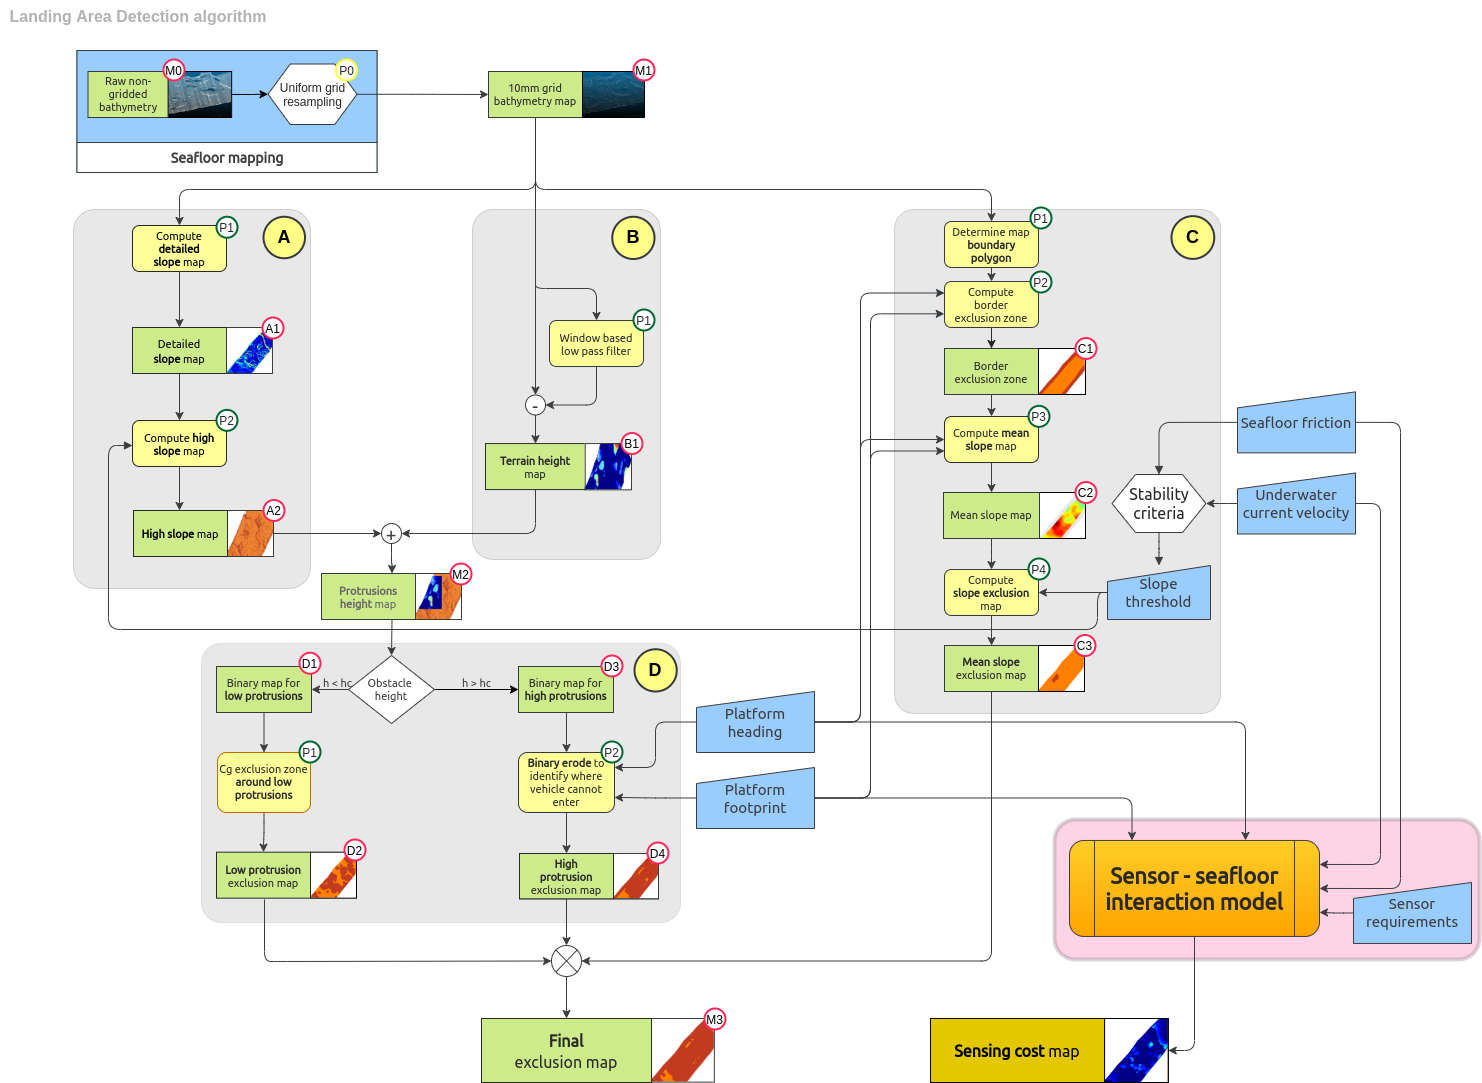 Landing Area Detection algorithm
M0
Raw non-
gridded
bathymetry
P0
Uniform grid
resampling
Seafloor mapping
M1
10mm grid
bathymetry map
A
P1
Compute
detailed
slope map
A1
Detailed
slope map
P2
Compute high
slope map
A2
High slope map
B
P1
Window based
low pass filter
-
B1
Terrain height
map
+
M2
Protrusions
height map
C
P1
Determine map
boundary
polygon
P2
Compute
border
exclusion zone
C1
Border
exclusion zone
P3
Compute mean
slope map
C2
Mean slope map
P4
Compute
slope exclusion
map
C3
Mean slope
exclusion map
Seafloor friction
Stability
criteria
Underwater
current velocity
Slope
threshold
D
Obstacle
height
h < hc
h > hc
D1
Binary map for
low protrusions
P1
Cg exclusion zone
around low
protrusions
D2
Low protrusion
exclusion map
D3
Binary map for
high protrusions
P2
Binary erode to
identify where
vehicle cannot
enter
D4
High
protrusion
exclusion map
Platform
heading
Platform
footprint
Sensor - seafloor
interaction model
Sensor
requirements
M3
Final
exclusion map
Sensing cost map